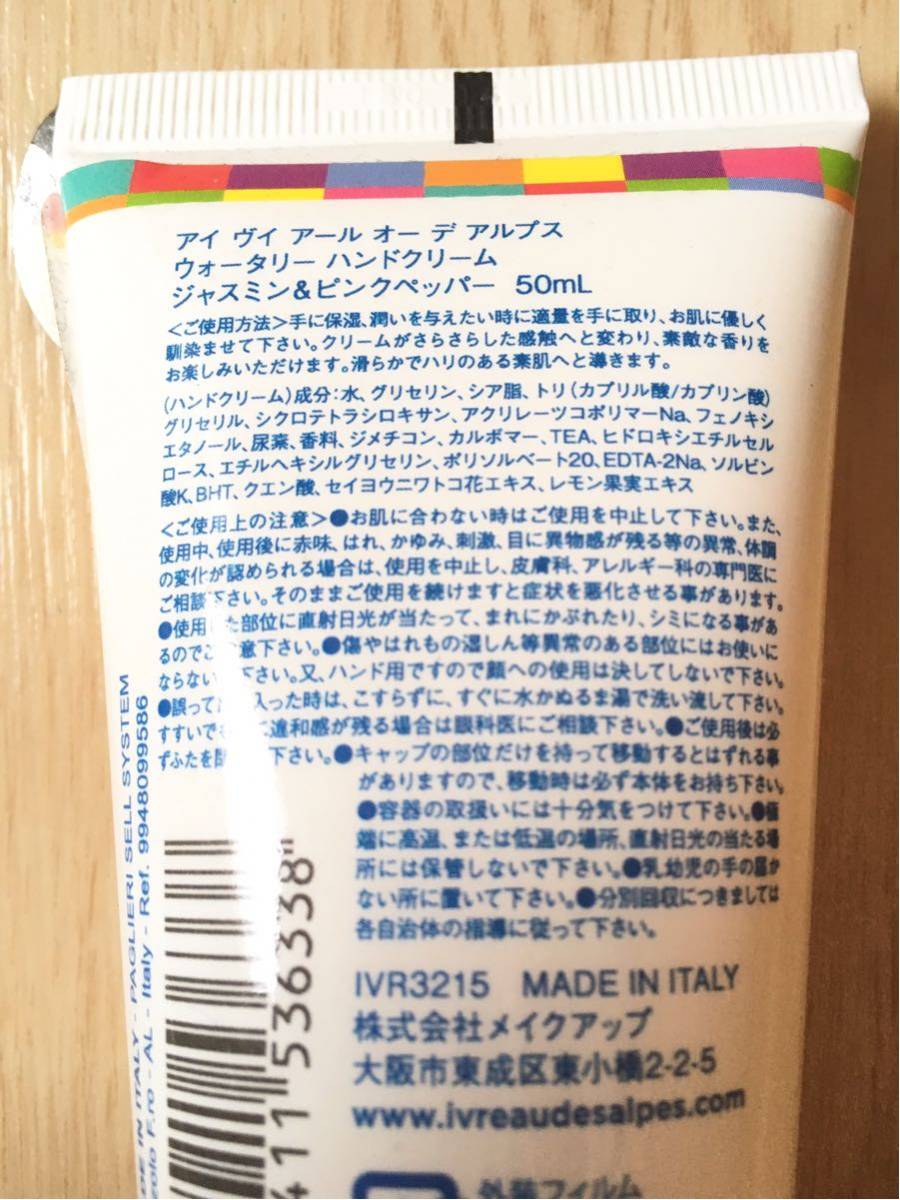 アイ ヴイ アール オー デ アルプス
ウォータリー ハンドクリーム
ジャスミン&ピンクペッパー 50mL
<ご使用方法>手に保湿、潤いを与えたい時に適量を手に取り、お肌に優しく
馴染ませて下さい。クリームがさらさらした感触へと変わり、素敵な香りを
お楽しみいただけます。滑らかでハリのある素肌へと導きます。
(ハンドクリーム)成分:水、グリセリン、シア脂、トリ(カプリル酸/カプリン酸)
グリセリル、シクロテトラシロキサン、アクリレーツコポリマーNa、フェノキシ
エタノール、尿素、香料、ジメチコン、カルボマー、TEA、ヒドロキシエチルセル
ロース、エチルヘキシルグリセリン、ポリソルベート20、EDTA-2Na、ソルビン
酸K、BHT、クエン酸、セイヨウニワトコ花エキス、レモン果実エキス
<ご使用上の注意>●お肌に合わない時はご使用を中止して下さい。また、
使用中、使用後に赤味、はれ、かゆみ、刺激、目に異物感が残る等の異常、体調
の変化が認められる場合は、使用を中止し、皮膚科、アレルギー科の専門医に
ご相談下さい。そのままご使用を続けますと症状を悪化させる事があります。
●使用した部位に直射日光が当たって、まれにかぶれたり、シミになる事があ
るのでご 意下さい。●傷やはれもの湿しん等異常のある部位にはお使いに
ならない 下さい。又、ハンド用ですので顔への使用は決してしないで下さい。
●誤って 入った時は、こすらずに、すぐに水かぬるま湯で洗い流して下さい。
すすいで 違和感が残る場合は眼科医にご相談下さい。●ご使用後は必
ずふたを 下さい。●キャップの部位だけを持って移動するとはずれる事
がありますので、移動時は必ず本体をお持ち下さい。
●容器の取扱いには十分気をつけて下さい。●極
端に高温、または低温の場所、直射日光の当たる場
所には保管しないで下さい。●乳幼児の手の届か
ない所に置いて下さい。●分別回収につきましては
各自治体の指導に従って下さい。
IVR3215 MADE IN ITALY
株式会社メイクアップ
大阪市東成区東小橋2-2-5
www.ivreaudesalpes.com
外装フィルム
DE IN ITALY - PAGLIERI SELL SYSTEM
F.ro - AL - Italy - Ref. 9948099586
411536338